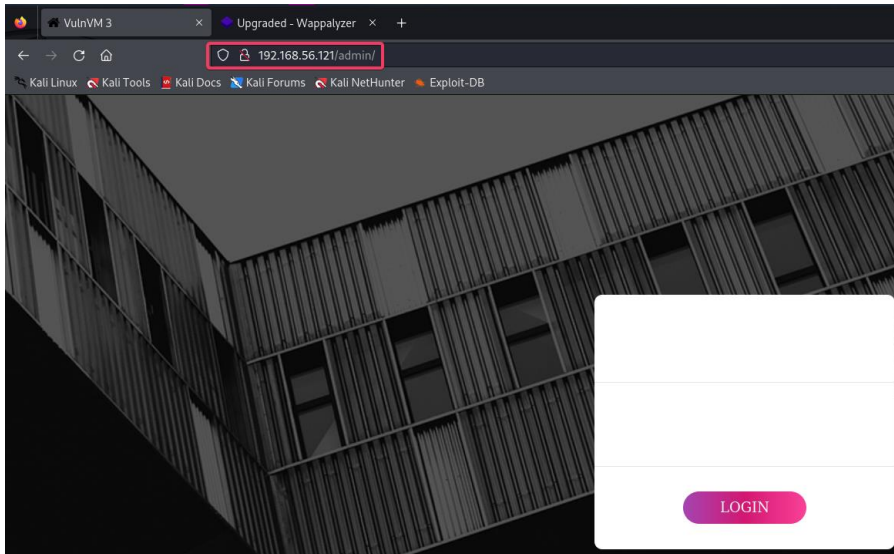 VulnVM 3
Upgraded - Wappalyzer
192.168.56.121/admin/
Kali Linux Kali Tools Kali Docs Kali Forums Kali NetHunter Exploit-DB
LOGIN